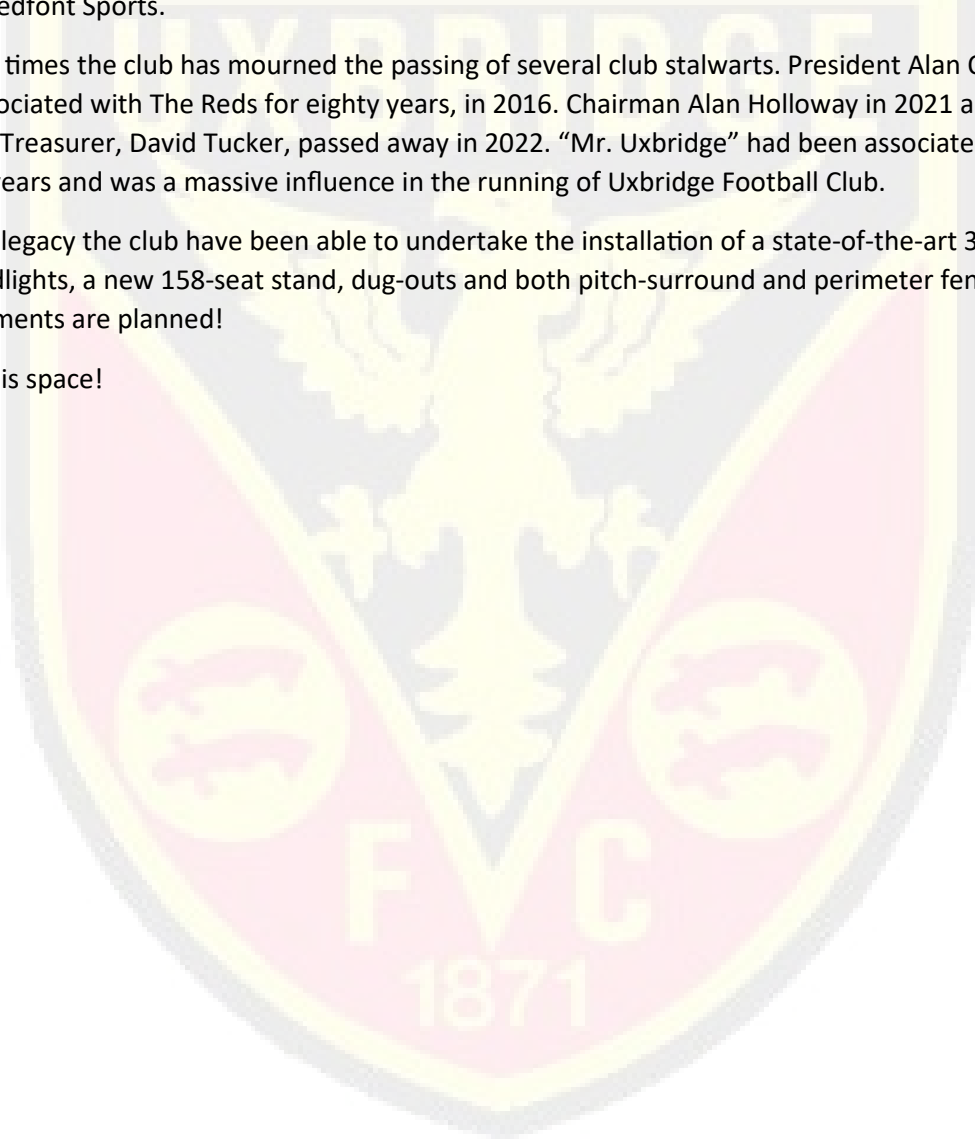 edfont Sports.
UXBRIDGE
times the club has mourned the passing of several club stalwarts. President Alan
ociated with The Reds for eighty years, in 2016. Chairman Alan Holloway in 2021 a
Treasurer, David Tucker, passed away in 2022. “Mr. Uxbridge” had been associate
ears and was a massive influence in the running of Uxbridge Football Club.
legacy the club have been able to undertake the installation of a state-of-the-art 3
dlights, a new 158-seat stand, dug-outs and both pitch-surround and perimeter fen
ments are planned!
is space!
F C
1871